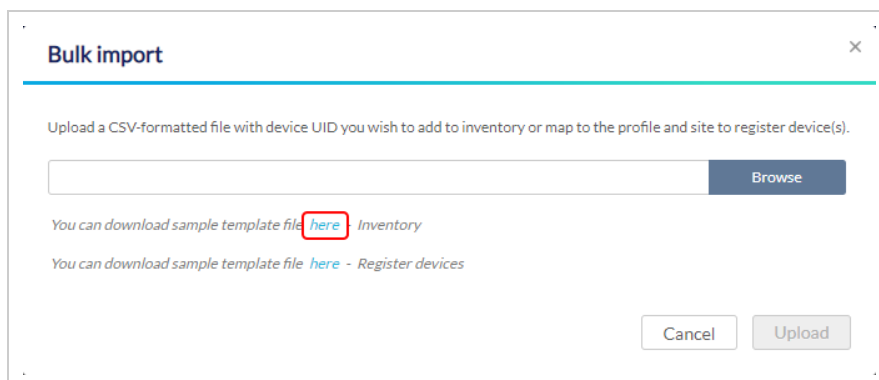 Bulk import
×
Upload a CSV-formatted file with device UID you wish to add to inventory or map to the profile and site to register device(s).
Browse
You can download sample template file here - Inventory
You can download sample template file here - Register devices
Cancel Upload